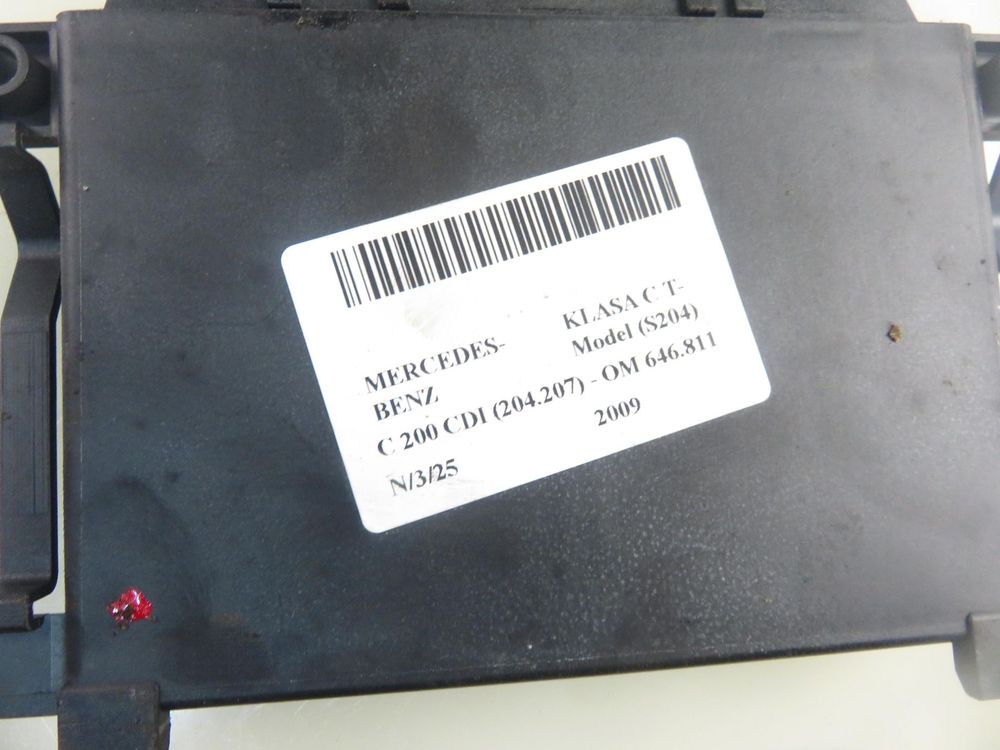 MERCEDES-BENZ
KLASA C T-Model (S204)
C 200 CDI (204.207) - OM 646.811
N/3/25
2009